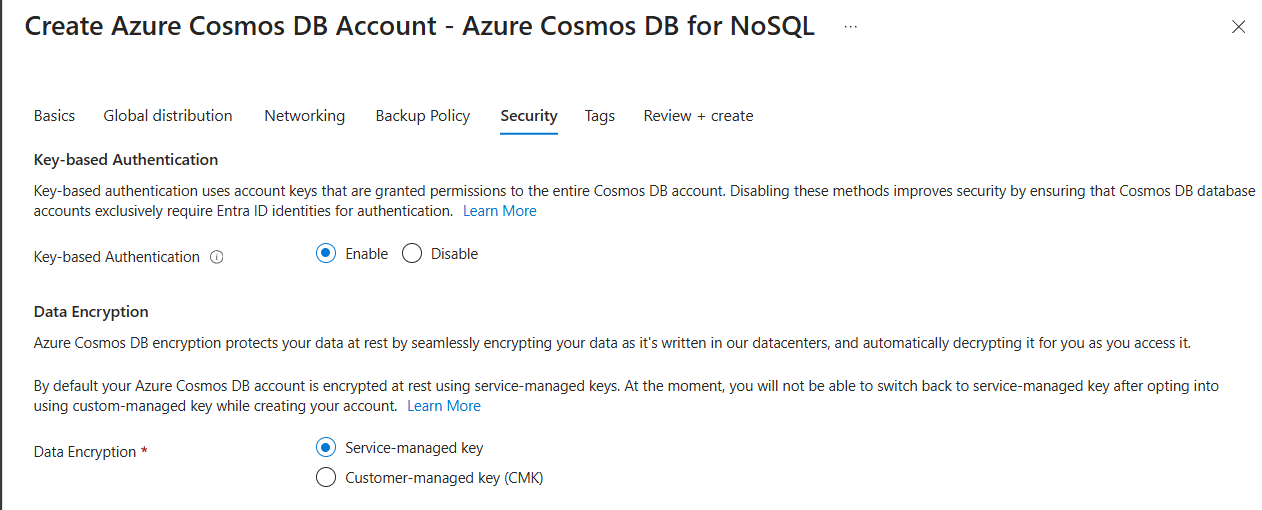 Create Azure Cosmos DB Account - Azure Cosmos DB for NoSQL ...
Basics Global distribution Networking Backup Policy Security Tags Review + create
Key-based Authentication
Key-based authentication uses account keys that are granted permissions to the entire Cosmos DB account. Disabling these methods improves security by ensuring that Cosmos DB database
accounts exclusively require Entra ID identities for authentication. Learn More
Key-based Authentication Enable Disable
Data Encryption
Azure Cosmos DB encryption protects your data at rest by seamlessly encrypting your data as it's written in our datacenters, and automatically decrypting it for you as you access it.
By default your Azure Cosmos DB account is encrypted at rest using service-managed keys. At the moment, you will not be able to switch back to service-managed key after opting into
using custom-managed key while creating your account. Learn More
Data Encryption * Service-managed key
Customer-managed key (CMK)